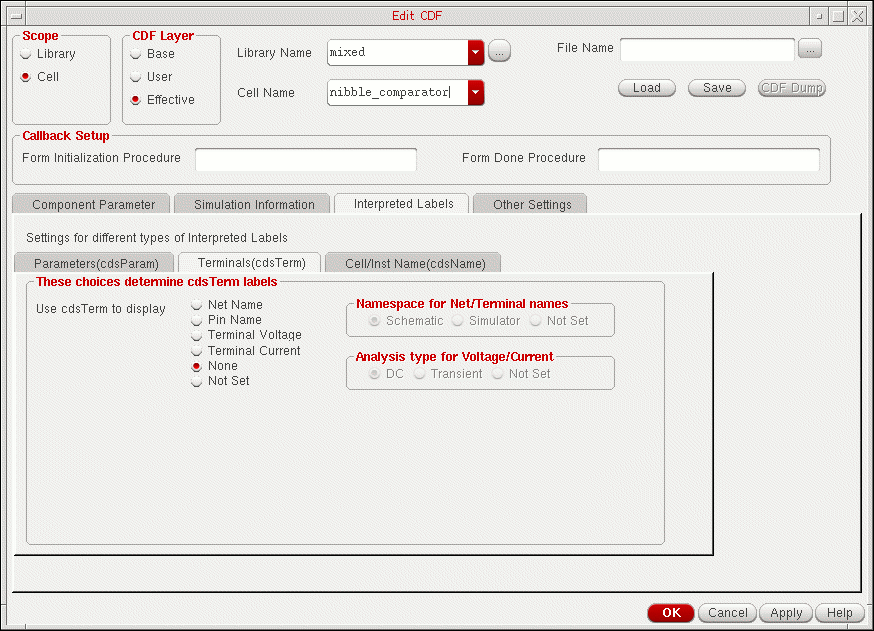 Edit CDF
Scope
Library
Cell
CDF Layer
Base
User
Effective
Library Name
mixed
...
Cell Name
nibble_comparator
File Name
...
Load
Save
CDF Dump
Callback Setup
Form Initialization Procedure
Form Done Procedure
Component Parameter
Simulation Information
Interpreted Labels
Other Settings
Settings for different types of Interpreted Labels
Parameters(cdsParam)
Terminals(cdsTerm)
Cell/Inst Name(cdsName)
These choices determine cdsTerm labels
Use cdsTerm to display
Net Name
Pin Name
Terminal Voltage
Terminal Current
None
Not Set
Namespace for Net/Terminal names
Schematic
Simulator
Not Set
Analysis type for Voltage/Current
DC
Transient
Not Set
OK
Cancel
Apply
Help